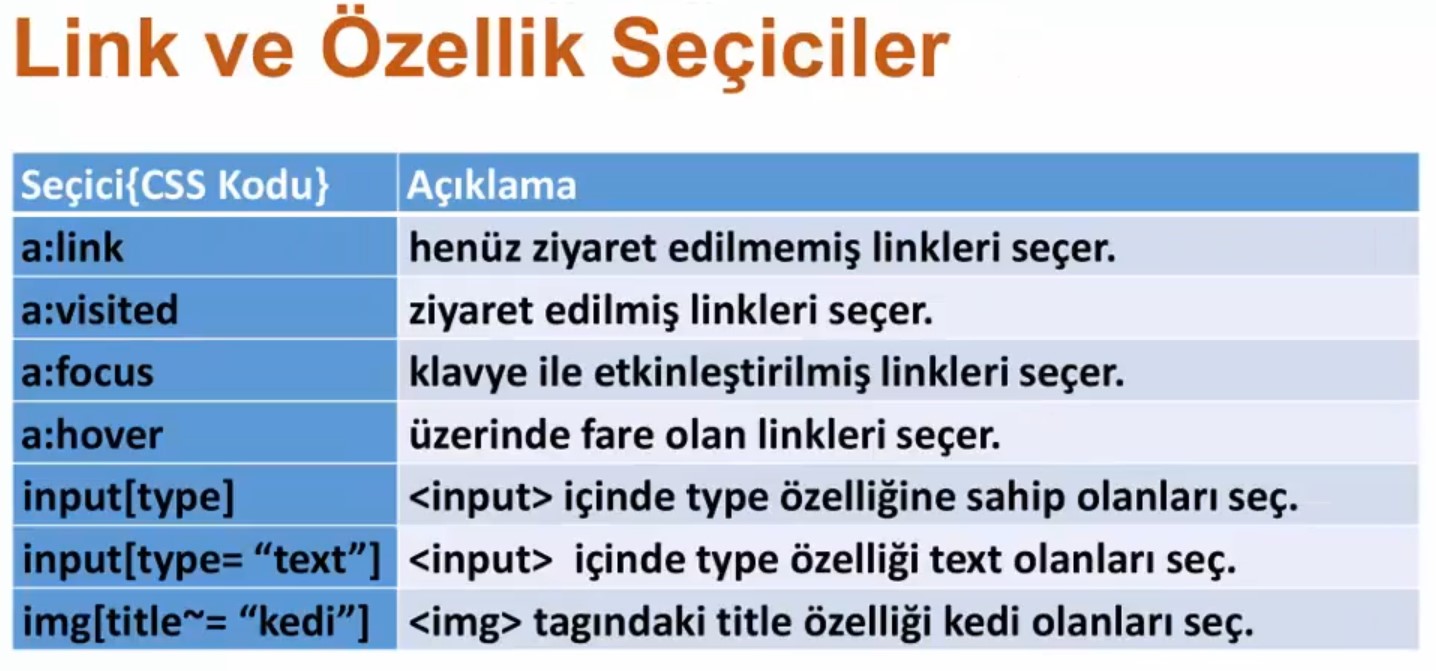 Link ve Özellik Seçiciler
Seçici{CSS Kodu} Açıklama
a:link henüz ziyaret edilmemiş linkleri seçer.
a:visited ziyaret edilmiş linkleri seçer.
a:focus klavye ile etkinleştirilmiş linkleri seçer.
a:hover üzerinde fare olan linkleri seçer.
input[type] <input> içinde type özelliğine sahip olanları seç.
input[type= “text”] <input> içinde type özelliği text olanları seç.
img[title~= “kedi”] <img> tagındaki title özelliği kedi olanları seç.